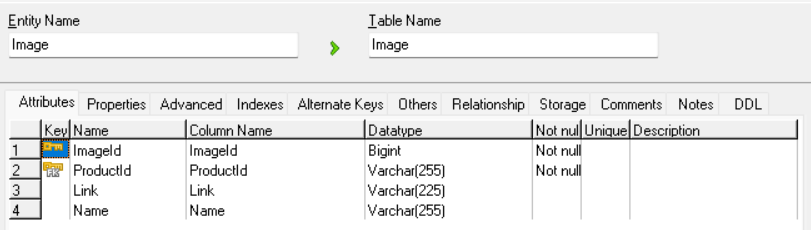 Entity Name Table Name
Image Image
Attributes Properties Advanced Indexes Alternate Keys Others Relationship Storage Comments Notes DDL
Key Name Column Name Datatype Not nul Unique Description
1 ImageId ImageId Bigint Not null
2 FK ProductId ProductId Varchar(255) Not null
3 Link Link Varchar(225)
4 Name Name Varchar(255)